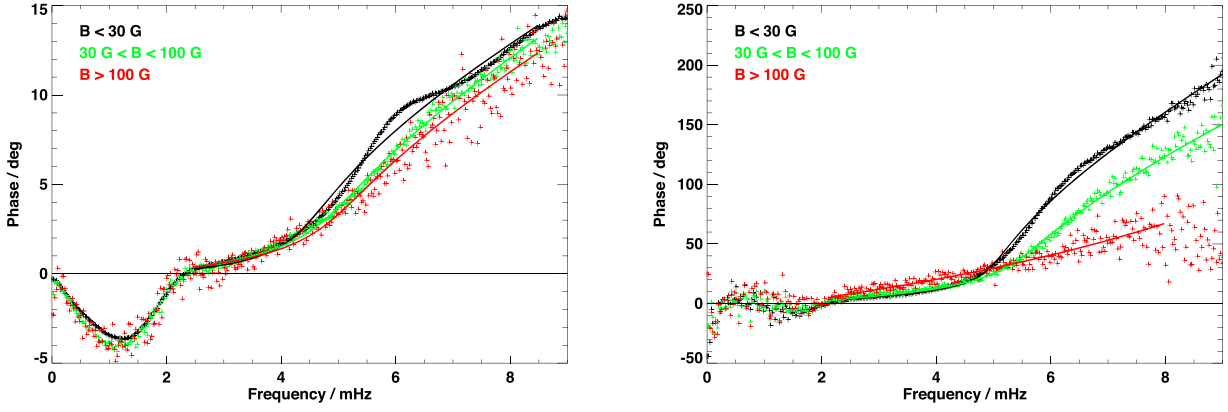 B < 30 G
30 G < B < 100 G
B > 100 G
Phase / deg
15
10
5
0
-5
0
2
4
6
8
Frequency / mHz
B < 30 G
30 G < B < 100 G
B > 100 G
Phase / deg
250
200
150
100
50
0
-50
0
2
4
6
8
Frequency / mHz